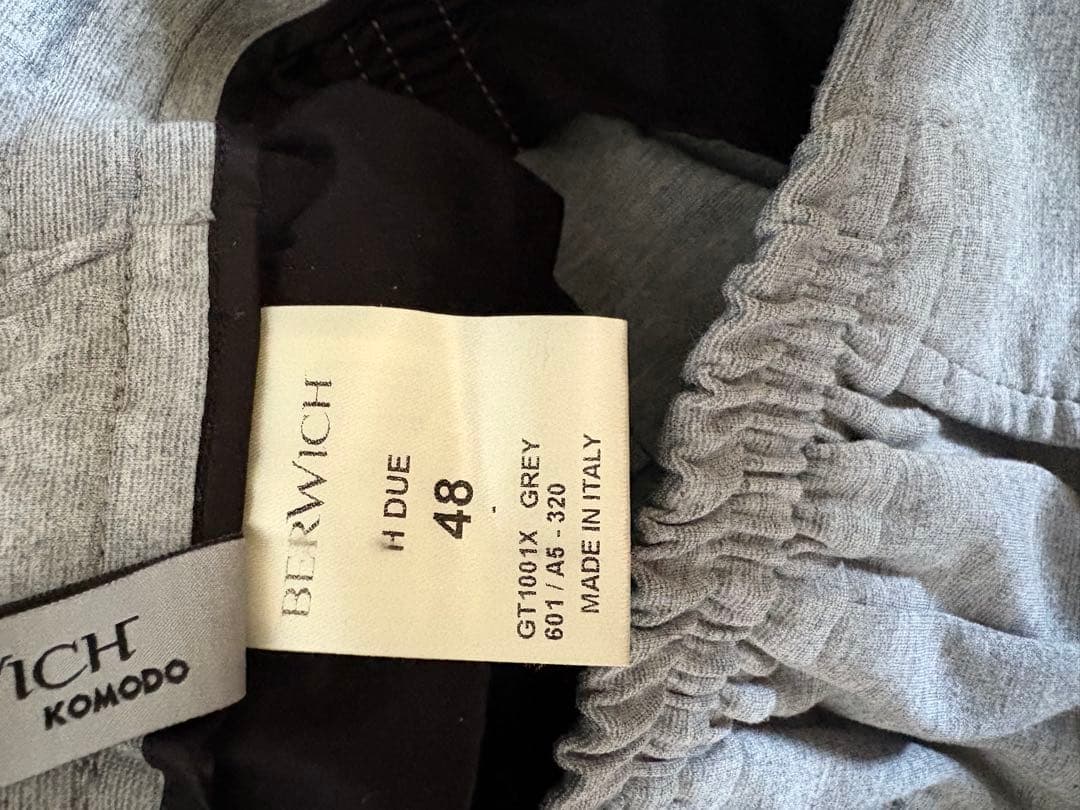 BERWICH
H DUE
48
-
GT1001X GREY
601 / A5 - 320
MADE IN ITALY
WICH
KOMODO